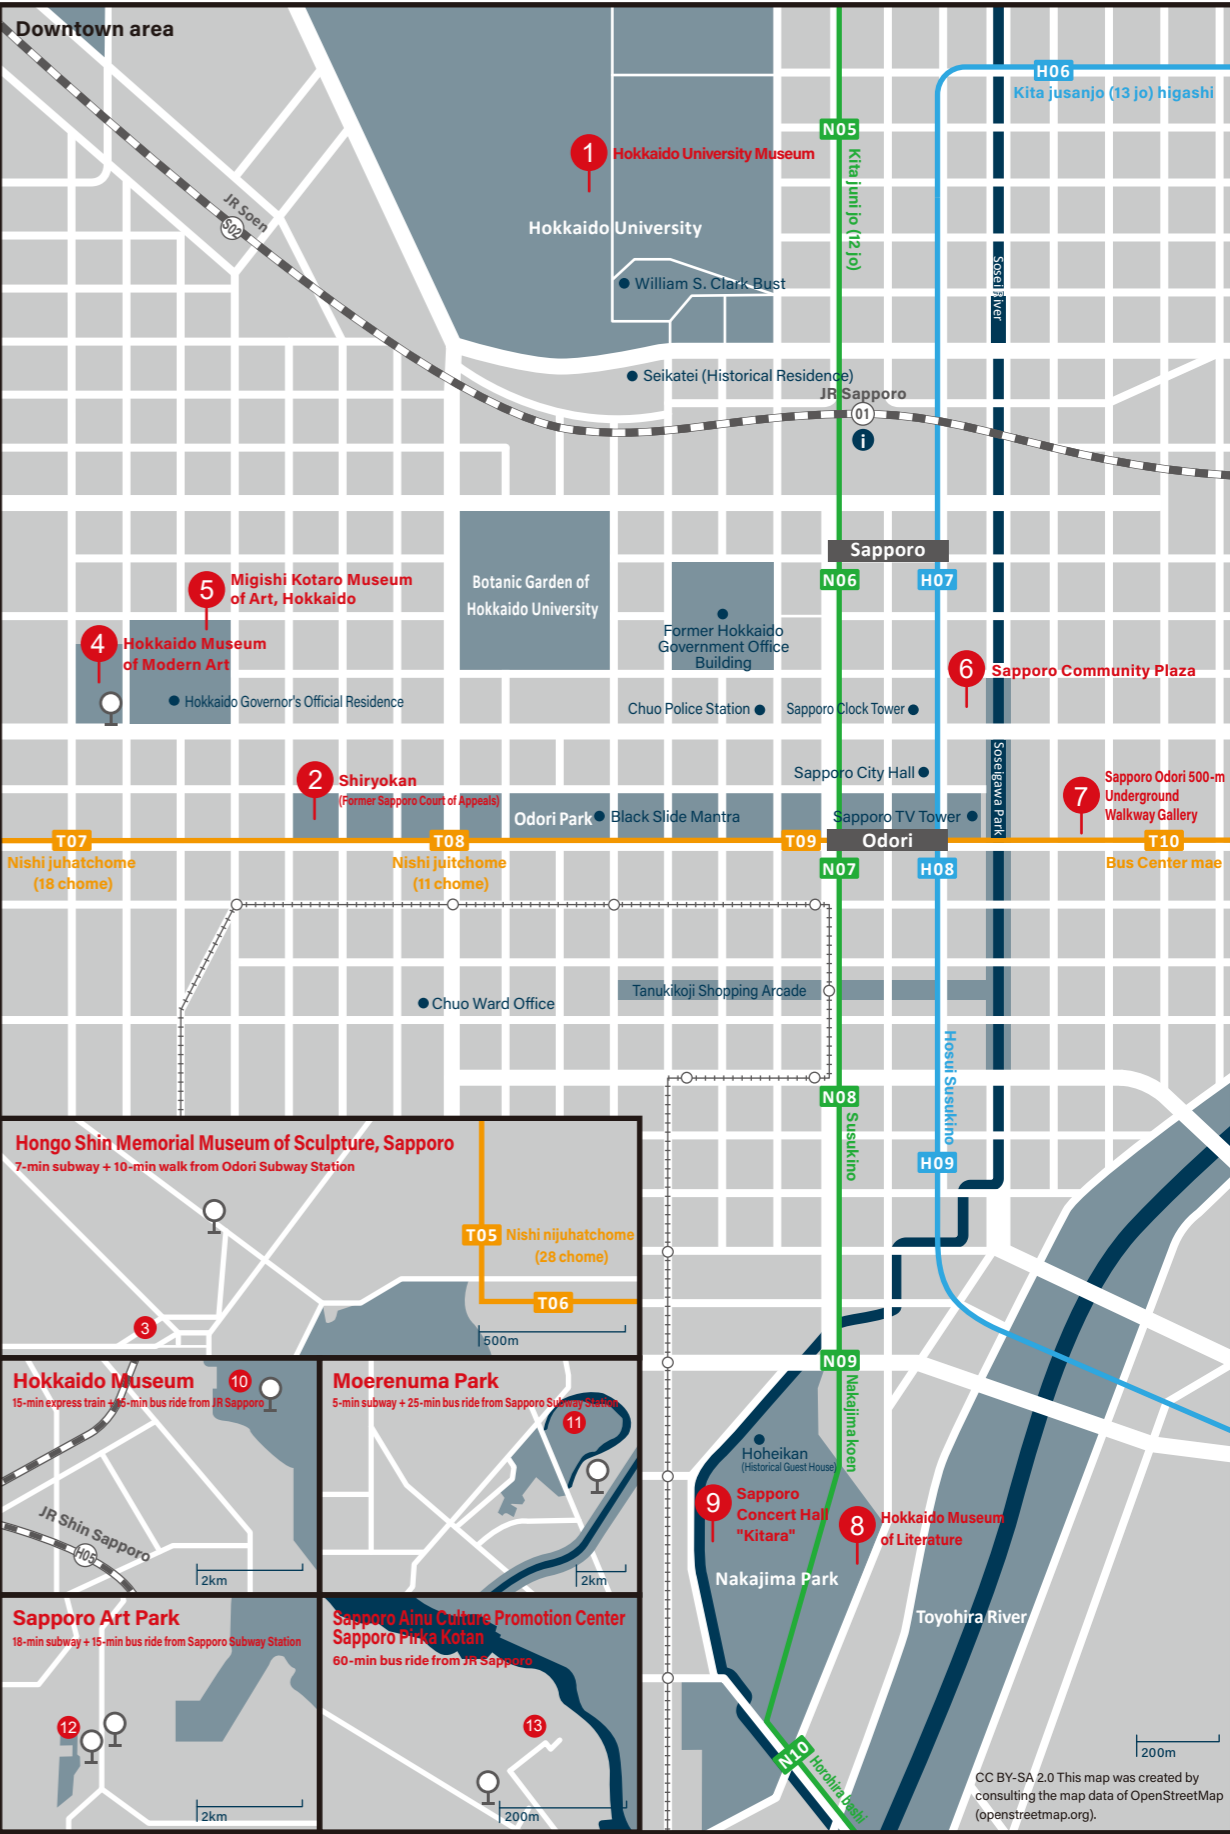 Downtown area
H06
Kita jusanjo (13 jo) higashi
N05
Kita juni jo (12 jo)
1
Hokkaido University Museum
Hokkaido University
JR Soen
S02
William S. Clark Bust
Sosei River
Seikatei (Historical Residence)
JR Sapporo
01
i
Sapporo
N06
H07
Botanic Garden of
Hokkaido University
5
Migishi Kotaro Museum
of Art, Hokkaido
4
Hokkaido Museum
of Modern Art
Hokkaido Governor's Official Residence
Former Hokkaido
Government Office
Building
6
Sapporo Community Plaza
Chuo Police Station
Sapporo Clock Tower
Sapporo City Hall
Soseigawa Park
2
Shiryokan
(Former Sapporo Court of Appeals)
Odori Park
Black Slide Mantra
Sapporo TV Tower
7
Sapporo Odori 500-m
Underground
Walkway Gallery
T07
Nishi juhatchome
(18 chome)
T08
Nishi juitchome
(11 chome)
T09
Odori
T10
Bus Center mae
N07
H08
Tanukikoji Shopping Arcade
Chuo Ward Office
Hosui Susukino
N08
Susukino
H09
Hongo Shin Memorial Museum of Sculpture, Sapporo
7-min subway + 10-min walk from Odori Subway Station
T05
Nishi nijuhatchome
(28 chome)
T06
3
500m
Hokkaido Museum
15-min express train + 15-min bus ride from JR Sapporo
10
JR Shin Sapporo
H05
2km
Moerenuma Park
5-min subway + 25-min bus ride from Sapporo Subway Station
11
2km
Sapporo Art Park
18-min subway + 15-min bus ride from Sapporo Subway Station
12
2km
Sapporo Ainu Culture Promotion Center
Sapporo Pirka Kotan
60-min bus ride from JR Sapporo
13
200m
N09
Nakajima koen
Hoheikan
(Historical Guest House)
9
Sapporo
Concert Hall
"Kitara"
8
Hokkaido Museum
of Literature
Nakajima Park
Toyohira River
N10
Horohira bashi
200m
CC BY-SA 2.0 This map was created by
consulting the map data of OpenStreetMap
(openstreetmap.org).